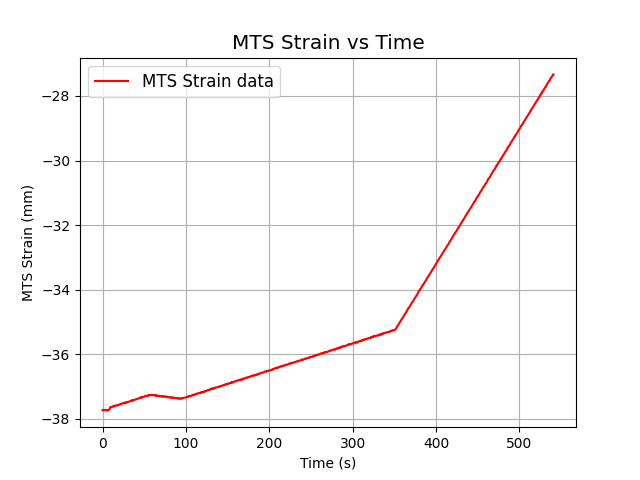 MTS Strain vs Time
MTS Strain data
−28
−30
−32
−34
−36
−38
MTS Strain (mm)
0 100 200 300 400 500
Time (s)